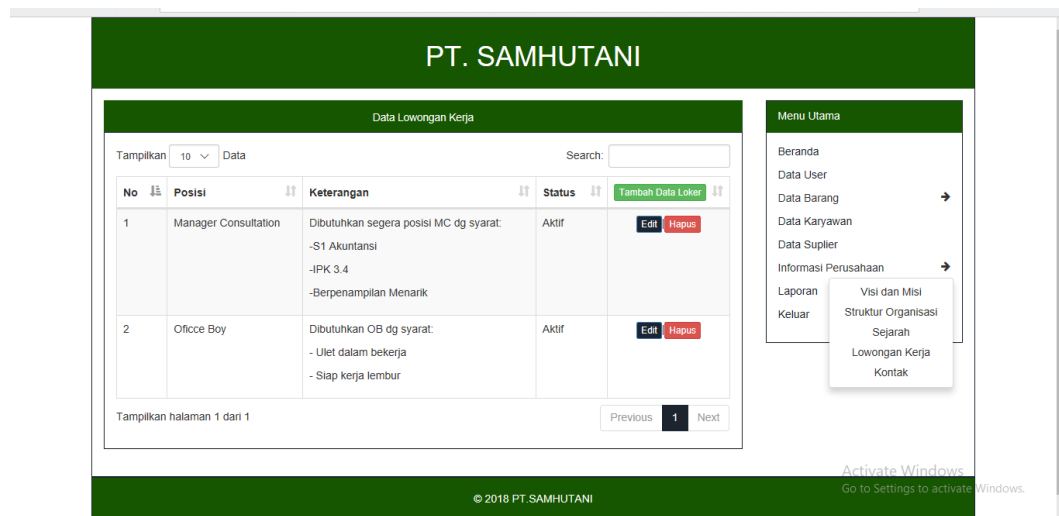 PT. SAMHUTANI
Data Lowongan Kerja
Tampilkan 10 Data Search:
No Posisi Keterangan Status Tambah Data Loker
1 Manager Consultation Dibutuhkan segera posisi MC dg syarat: Aktif Edit Hapus
-S1 Akuntansi
-IPK 3.4
-Berpenampilan Menarik
2 Oficce Boy Dibutuhkan OB dg syarat: Aktif Edit Hapus
- Ulet dalam bekerja
- Siap kerja lembur
Tampilkan halaman 1 dari 1 Previous 1 Next
Menu Utama
Beranda
Data User
Data Barang
Data Karyawan
Data Suplier
Informasi Perusahaan
Laporan
Keluar
Visi dan Misi
Struktur Organisasi
Sejarah
Lowongan Kerja
Kontak
Activate Windows
Go to Settings to activate Windows.
© 2018 PT.SAMHUTANI